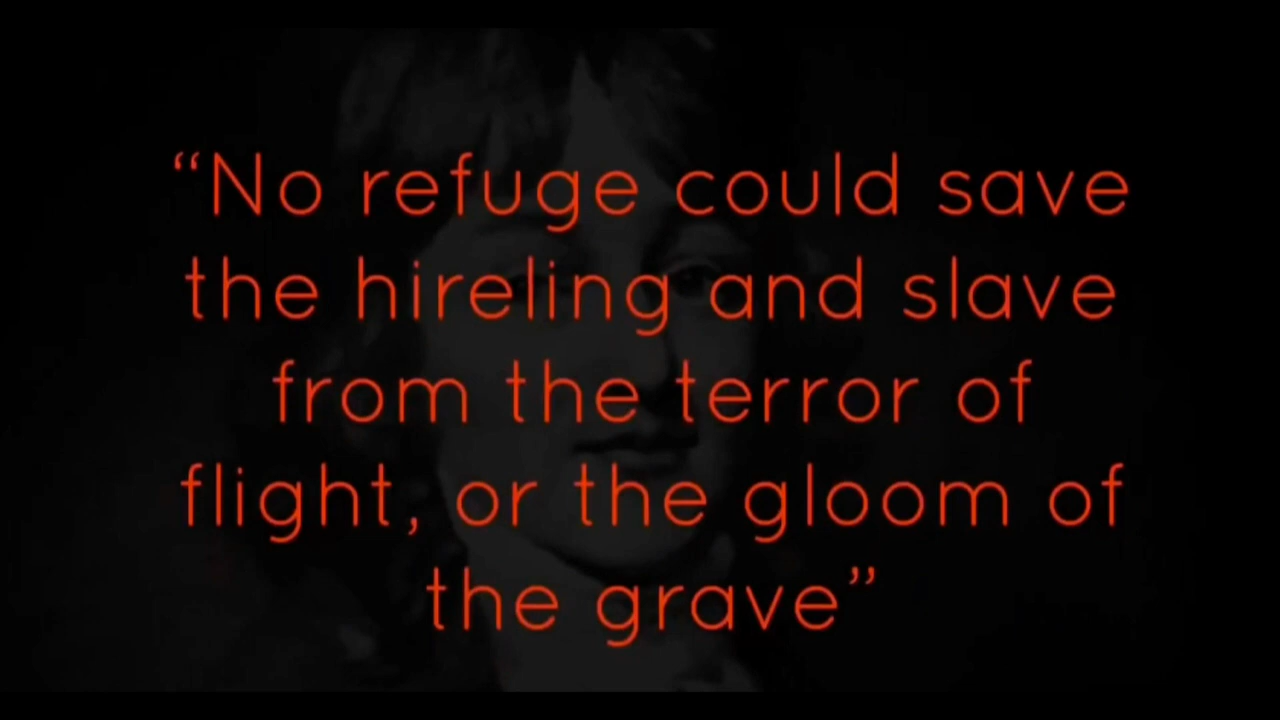 “No refuge could save
the hireling and slave
from the terror of
flight, or the gloom of
the grave”